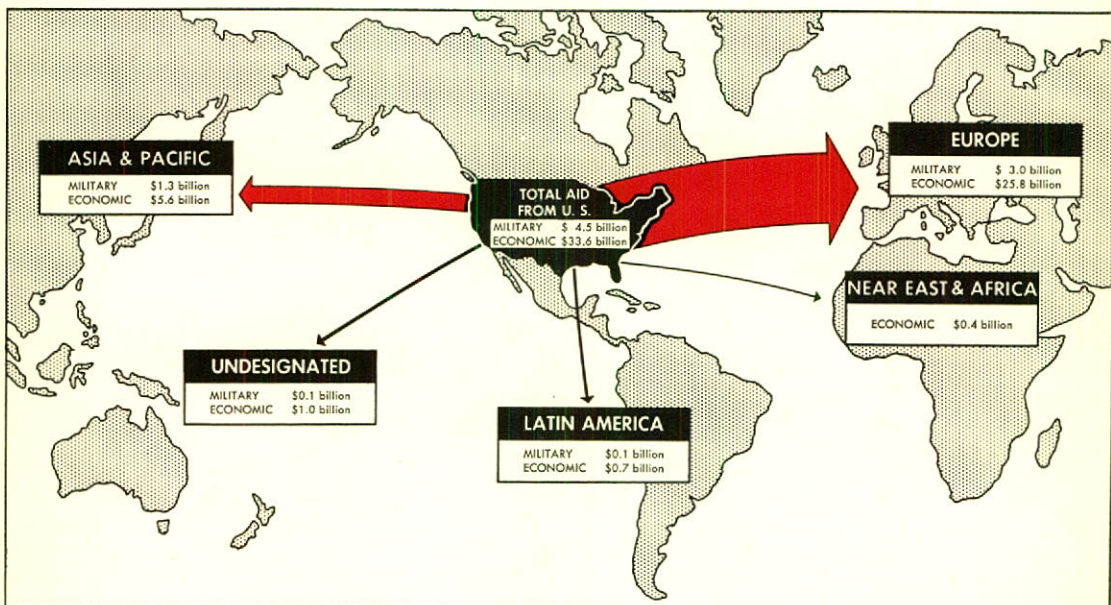 ASIA & PACIFIC
MILITARY $1.3 billion
ECONOMIC $5.6 billion
TOTAL AID
FROM U. S.
MILITARY $ 4.5 billion
ECONOMIC $33.6 billion
EUROPE
MILITARY $ 3.0 billion
ECONOMIC $25.8 billion
NEAR EAST & AFRICA
ECONOMIC $0.4 billion
UNDESIGNATED
MILITARY $0.1 billion
ECONOMIC $1.0 billion
LATIN AMERICA
MILITARY $0.1 billion
ECONOMIC $0.7 billion